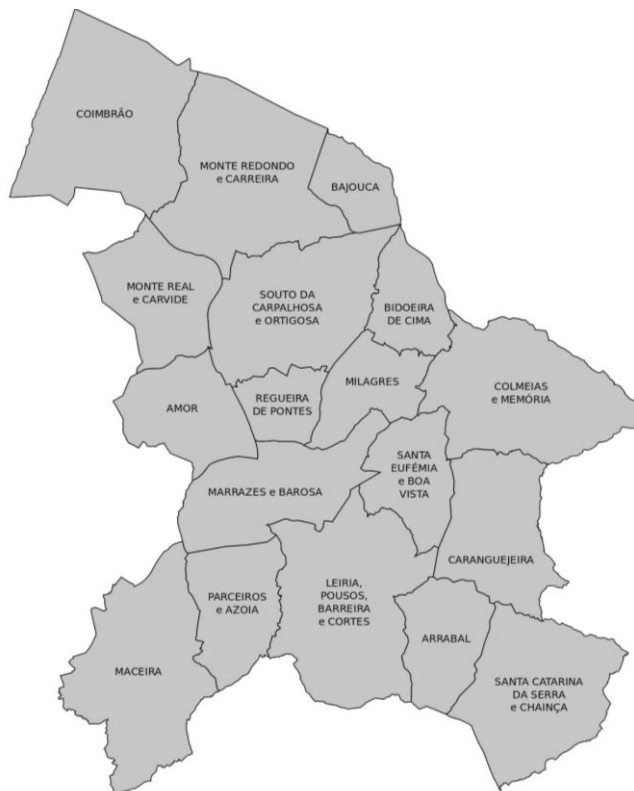 COIMBRÃO
MONTE REDONDO
e CARREIRA
BAJOUCA
MONTE REAL
e CARVIDE
SOUTO DA
CARPALHOSA
e ORTIGOSA
BIDOEIRA
DE CIMA
AMOR
REGUEIRA
DE PONTES
MILAGRES
COLMEIAS
e MEMÓRIA
MARRAZES e BAROSA
SANTA
EUFÉMIA
e BOA
VISTA
CARANGUEJEIRA
PARCEIROS
e AZOIA
LEIRIA,
POUSOS,
BARREIRA
e CORTES
ARRABAL
MACEIRA
SANTA CATARINA
DA SERRA
e CHAINÇA